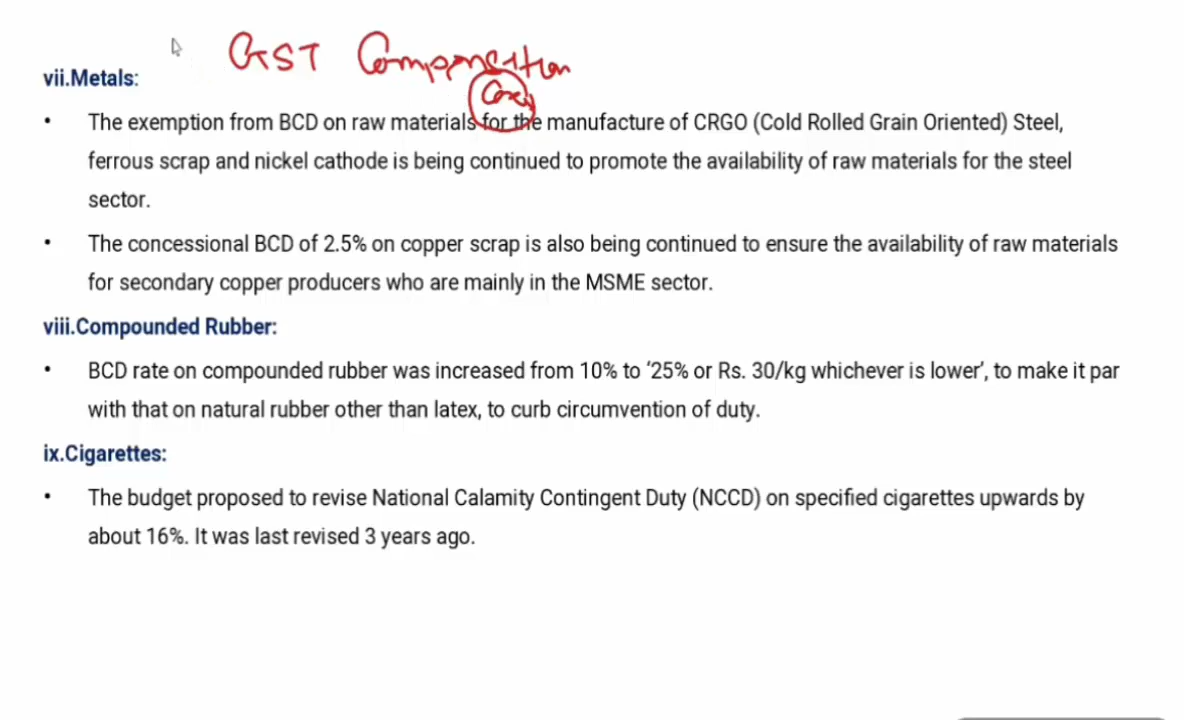 GST Compensation
Cess
vii.Metals:
• The exemption from BCD on raw materials for the manufacture of CRGO (Cold Rolled Grain Oriented) Steel,
ferrous scrap and nickel cathode is being continued to promote the availability of raw materials for the steel
sector.
• The concessional BCD of 2.5% on copper scrap is also being continued to ensure the availability of raw materials
for secondary copper producers who are mainly in the MSME sector.
viii.Compounded Rubber:
• BCD rate on compounded rubber was increased from 10% to ‘25% or Rs. 30/kg whichever is lower’, to make it par
with that on natural rubber other than latex, to curb circumvention of duty.
ix.Cigarettes:
• The budget proposed to revise National Calamity Contingent Duty (NCCD) on specified cigarettes upwards by
about 16%. It was last revised 3 years ago.